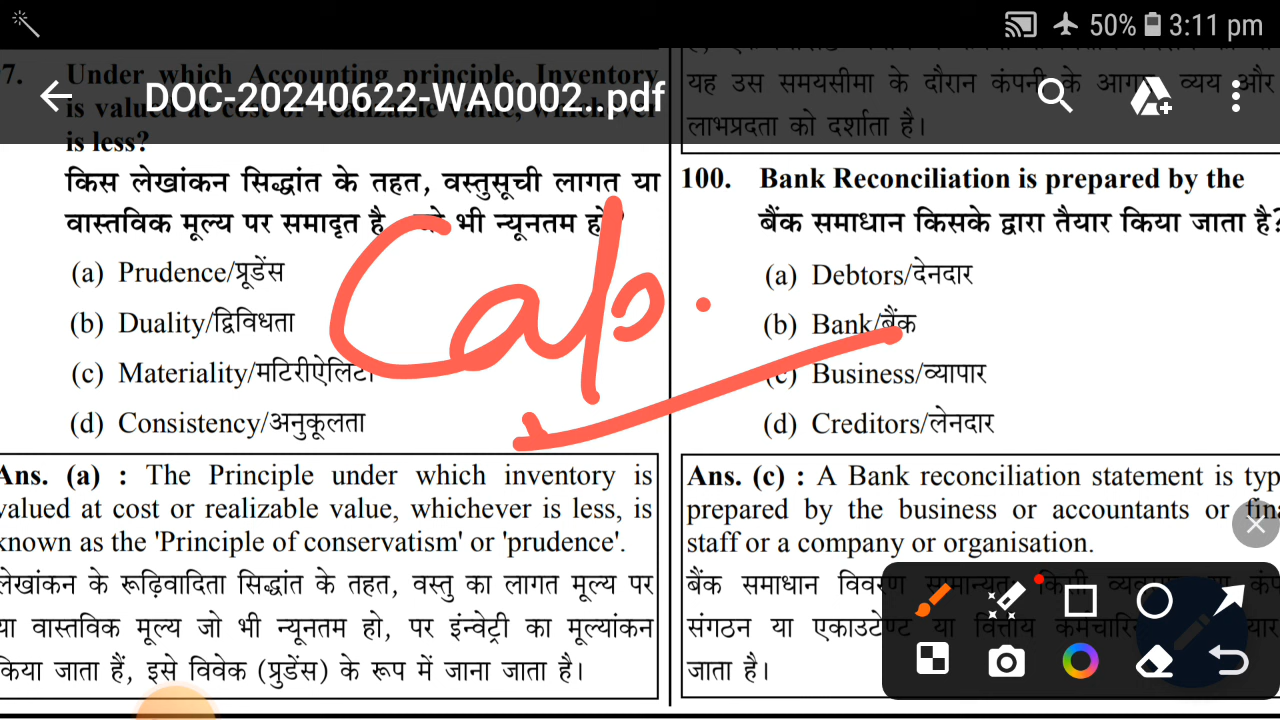 50% 3:11 pm
DOC-20240622-WA0002..pdf
7. Under which Accounting principle, Inventory
is valued at cost or realizable value, whichever
is less?
किस लेखांकन सिद्धांत के तहत, वस्तुसूची लागत या
वास्तविक मूल्य पर समादृत है भी न्यूनतम हो
(a) Prudence/प्रूडेंस
(b) Duality/द्विविधता
(c) Materiality/मटिरीऐलिटी
(d) Consistency/अनुकूलता
Ans. (a) : The Principle under which inventory is
valued at cost or realizable value, whichever is less, is
known as the 'Principle of conservatism' or 'prudence'.
लेखांकन के रूढ़िवादिता सिद्धांत के तहत, वस्तु का लागत मूल्य पर
या वास्तविक मूल्य जो भी न्यूनतम हो, पर इंन्वेट्री का मूल्यांकन
किया जाता हैं, इसे विवेक (प्रुडेंस) के रूप में जाना जाता है।
Cap.
यह उस समयसीमा के दौरान कंपनी के आगम, व्यय और
लाभप्रदता को दर्शाता है।
100. Bank Reconciliation is prepared by the
बैंक समाधान किसके द्वारा तैयार किया जाता है?
(a) Debtors/देनदार
(b) Bank/बैंक
(c) Business/व्यापार
(d) Creditors/लेनदार
Ans. (c) : A Bank reconciliation statement is typ
prepared by the business or accountants or fina
staff or a company or organisation.
बैंक समाधान विवरण सामान्यतः किसी
संगठन या एकाउटेण्ट या वित्तीय
जाता है।